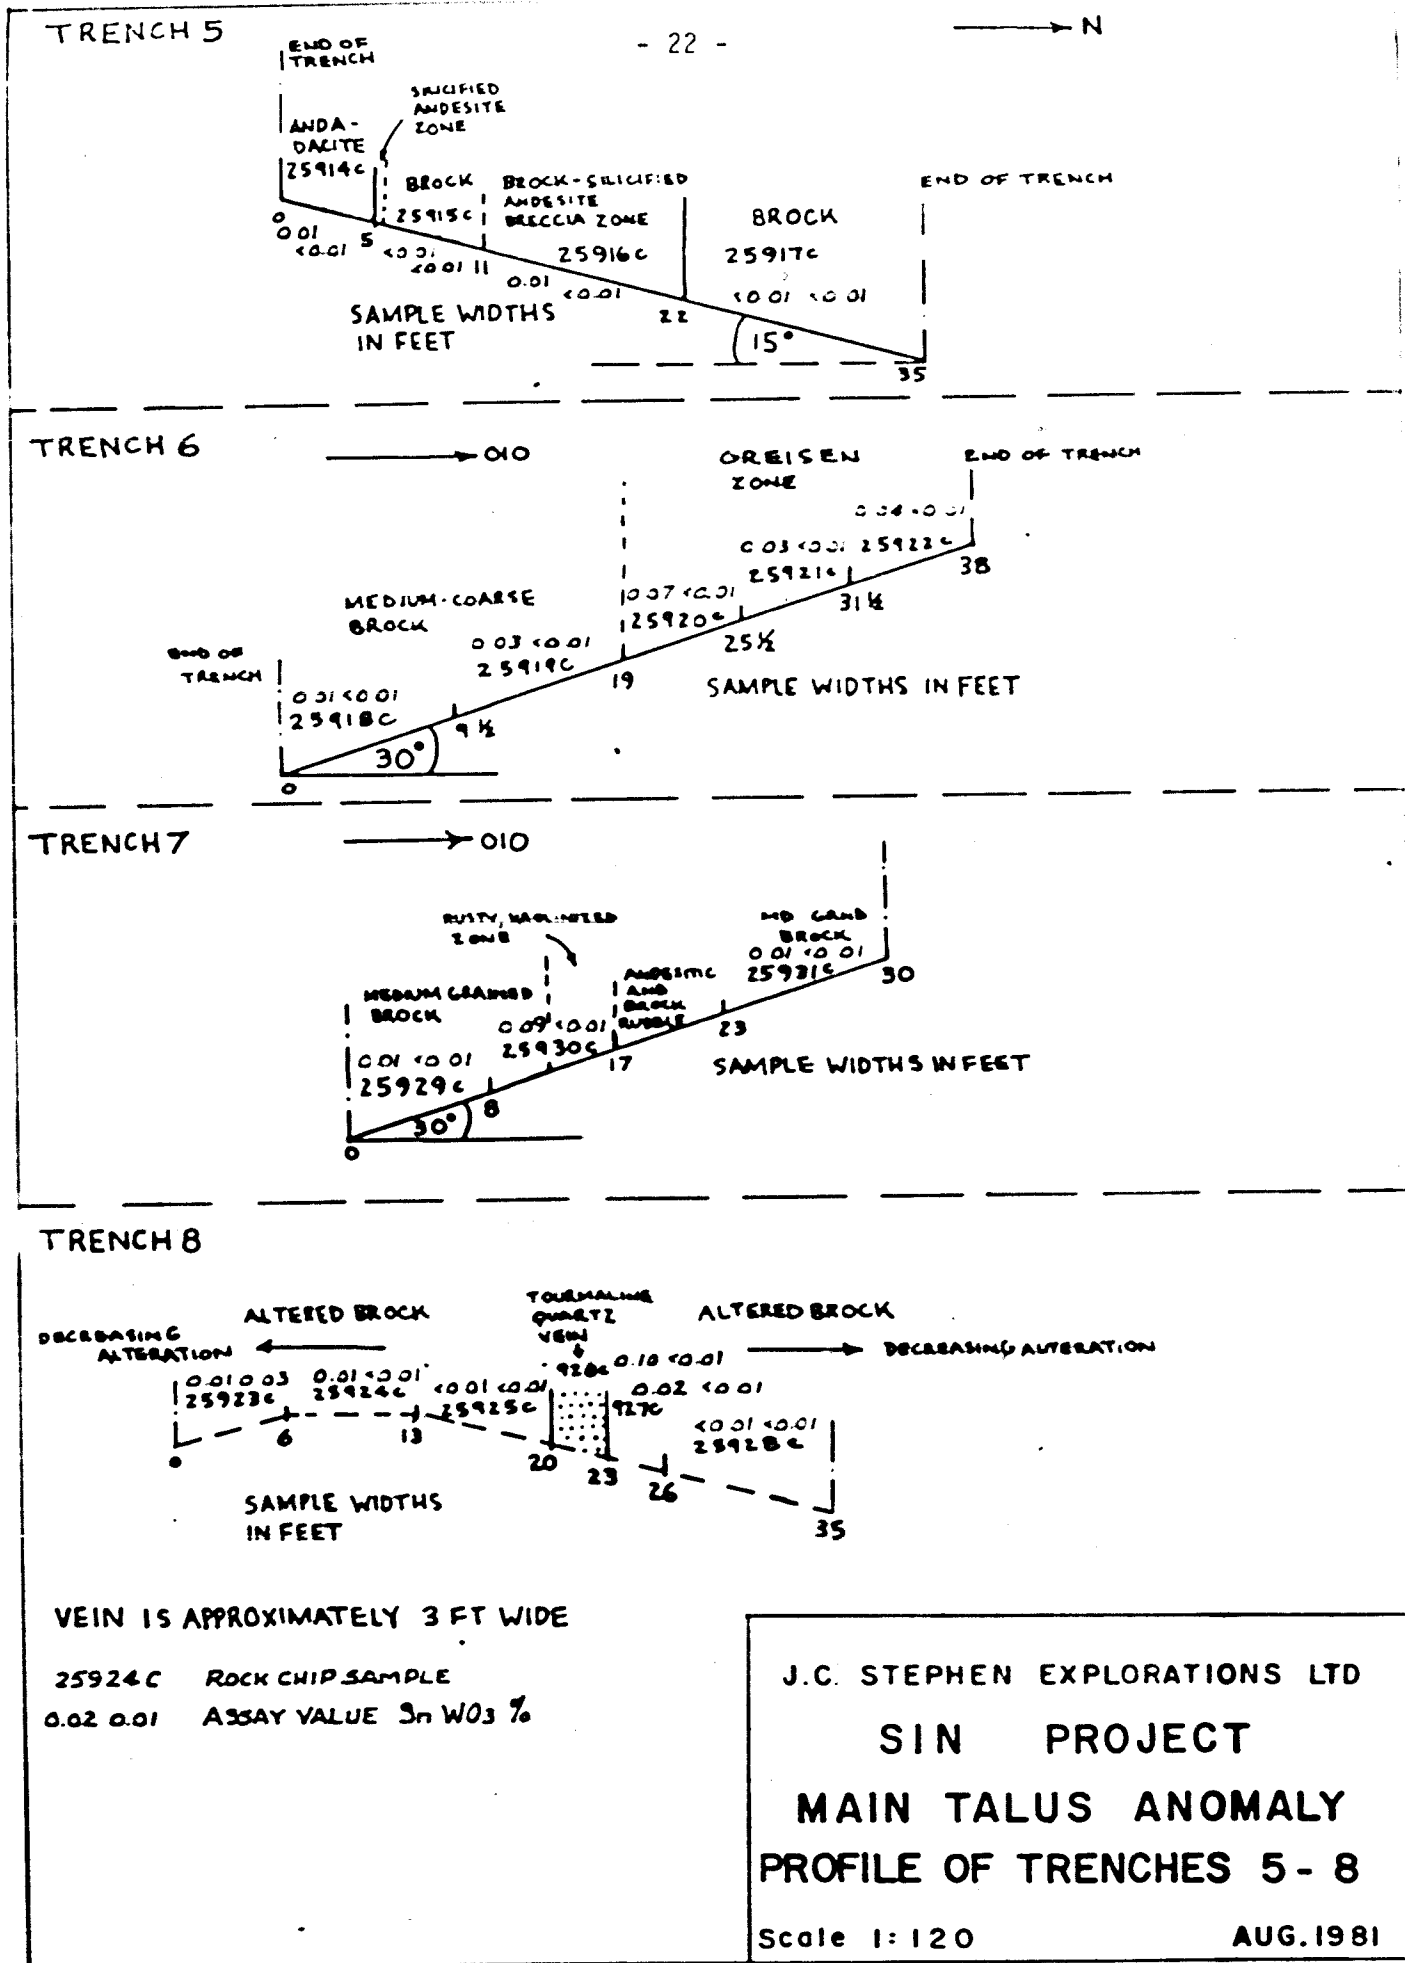 - 22 -
TRENCH 5
N
END OF
TRENCH
SILICIFIED
ANDESITE
ZONE
ANDA-
DACITE
25914C
BROCK
25915C
BROCK-SILICIFIED
ANDESITE
BRECCIA ZONE
25916C
BROCK
25917C
END OF TRENCH
0
0.01
<0.01
5
<0.01
<0.01
11
0.01
<0.01
22
<0.01 <0.01
15°
35
SAMPLE WIDTHS
IN FEET
TRENCH 6
010
GREISEN
ZONE
END OF TRENCH
0.04 <0.01
25922C
38
0.03 <0.01
25921C
31 ½
0.07 <0.01
25920C
25 ½
MEDIUM-COARSE
BROCK
0.03 <0.01
25919C
19
END OF
TRENCH
0.01 <0.01
25918C
9 ½
30°
0
SAMPLE WIDTHS IN FEET
TRENCH 7
010
RUSTY, KAOLINIZED
ZONE
MD GRND
BROCK
0.01 <0.01
25931C
30
ANDESITIC
AND
BROCK
RUBBLE
23
MEDIUM GRAINED
BROCK
0.09 <0.01
25930C
17
0.01 <0.01
25929C
8
30°
0
SAMPLE WIDTHS IN FEET
TRENCH 8
ALTERED BROCK
TOURMALINE
QUARTZ
VEIN
ALTERED BROCK
DECREASING
ALTERATION
DECREASING ALTERATION
0.01 0.03
25923C
0.01 <0.01
25924C
<0.01 <0.01
25925C
926C 0.10 <0.01
0.02 <0.01
927C
<0.01 <0.01
25928C
0
6
13
20
23
26
35
SAMPLE WIDTHS
IN FEET
VEIN IS APPROXIMATELY 3 FT WIDE
25924C ROCK CHIP SAMPLE
0.02 0.01 ASSAY VALUE Sn WO3 %
J.C. STEPHEN EXPLORATIONS LTD
SIN PROJECT
MAIN TALUS ANOMALY
PROFILE OF TRENCHES 5 - 8
Scale 1:120 AUG. 1981